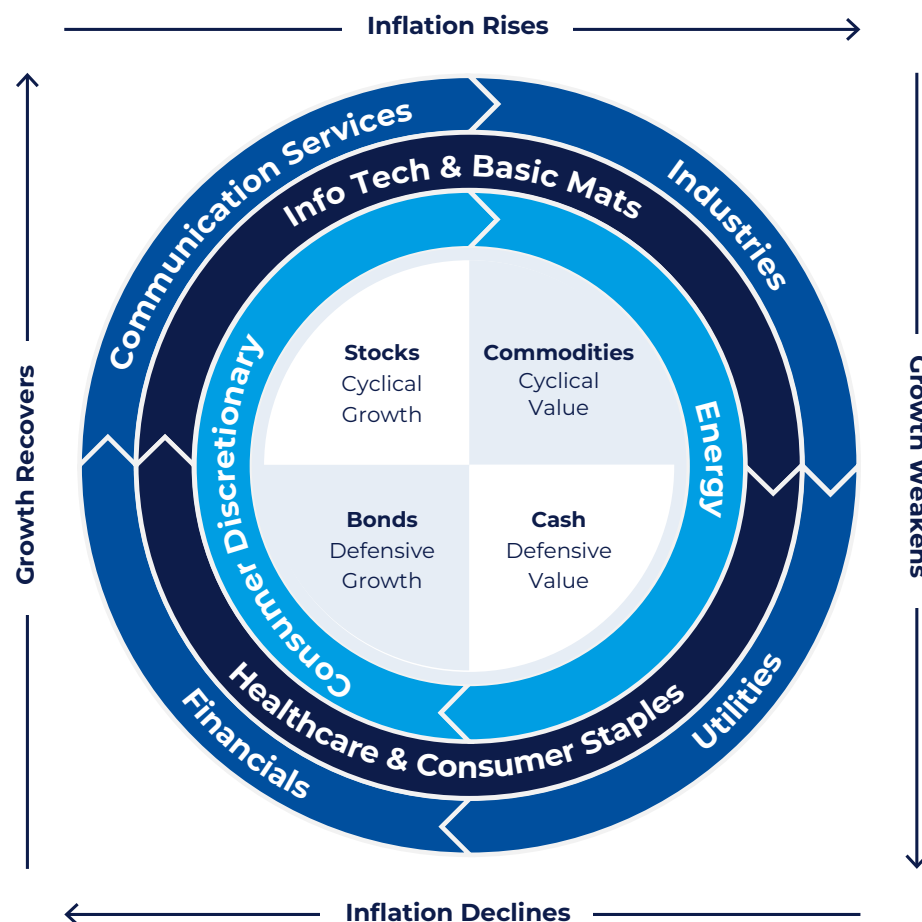 Inflation Rises
Communication Services
Industries
Info Tech & Basic Mats
Growth Recovers
Growth Weakens
Consumer Discretionary
Energy
Stocks
Cyclical
Growth
Commodities
Cyclical
Value
Bonds
Defensive
Growth
Cash
Defensive
Value
Healthcare & Consumer Staples
Financials
Utilities
Inflation Declines